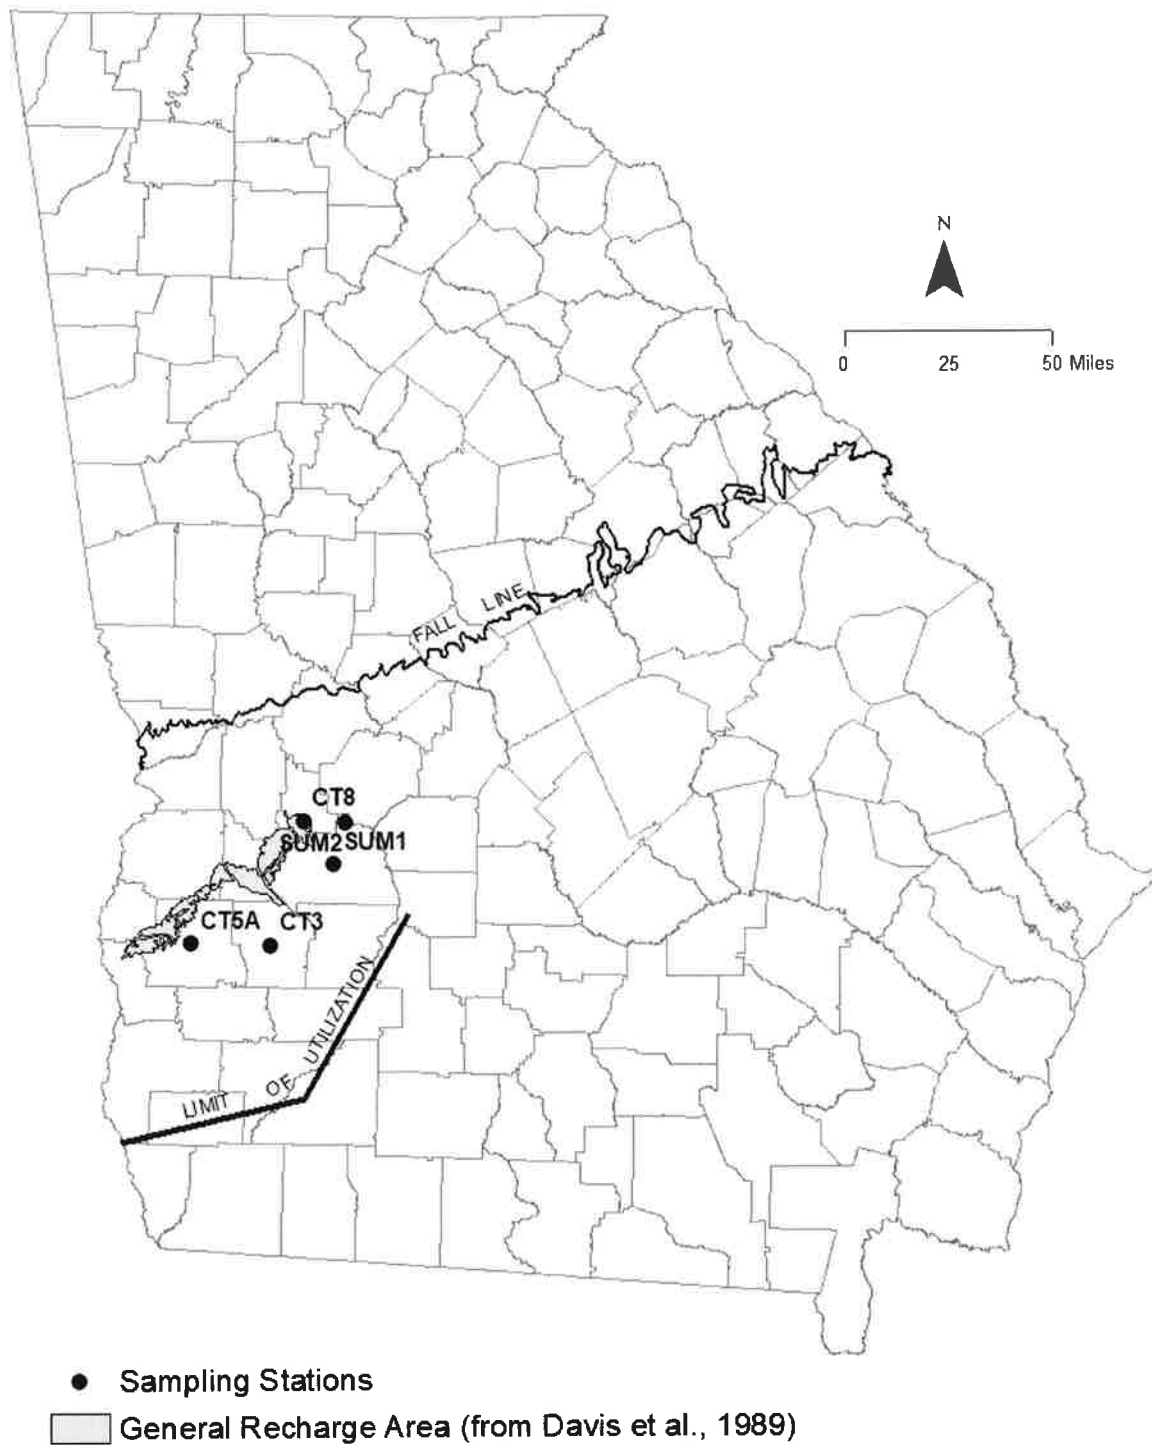 N
0 25 50 Miles
FALL LINE
CT8
SUM2 SUM1
CT5A CT3
LIMIT OF UTILIZATION
Sampling Stations
General Recharge Area (from Davis et al., 1989)